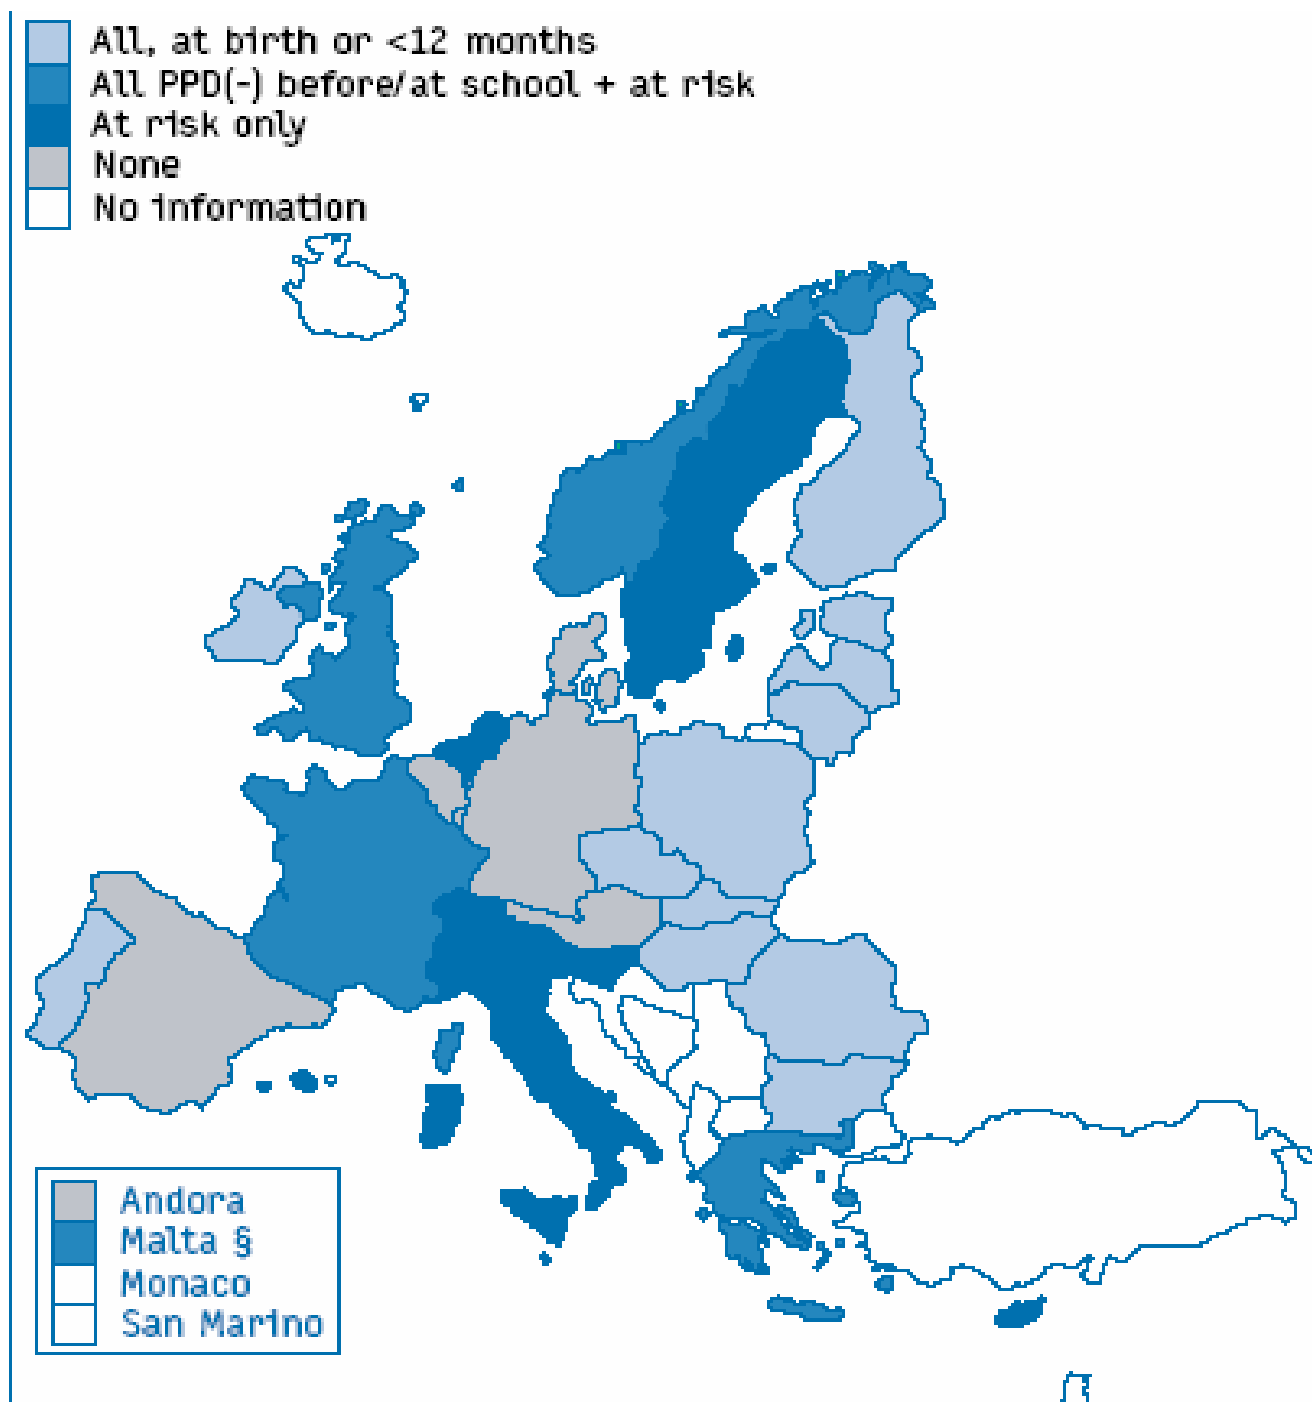 All, at birth or <12 months
All PPD(-) before/at school + at risk
At risk only
None
No information
Andora
Malta §
Monaco
San Marino